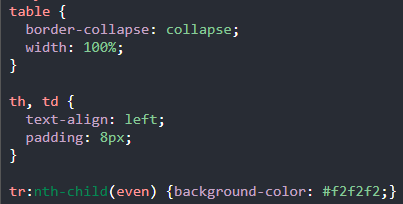 table {
  border-collapse: collapse;
  width: 100%;
}

th, td {
  text-align: left;
  padding: 8px;
}

tr:nth-child(even) {background-color: #f2f2f2;}